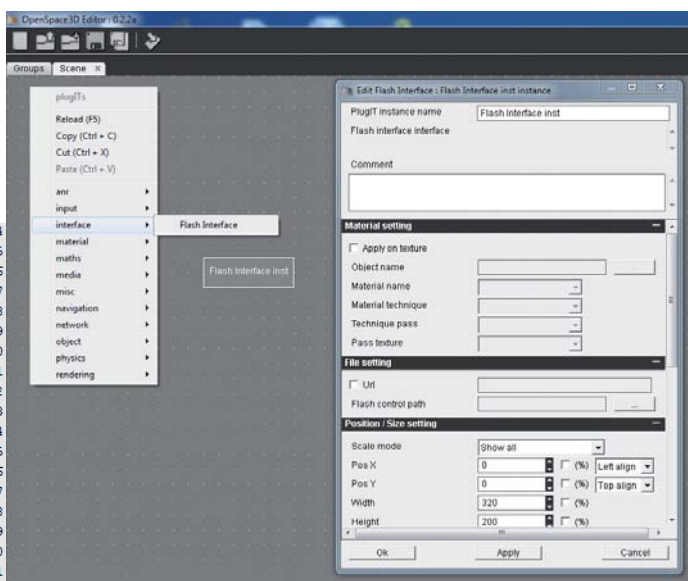 OpenSpace3D Editor : 0.2.2a
Groups Scene ×
plugITs
Reload (F5)
Copy (Ctrl + C)
Cut (Ctrl + X)
Paste (Ctrl + V)
anr
input
interface
Flash Interface
material
maths
media
misc
navigation
network
object
physics
rendering
Flash Interface inst
Edit Flash Interface : Flash Interface inst instance
PlugIT instance name Flash Interface inst
Flash interface interface
Comment
Material setting
Apply on texture
Object name ...
Material name
Material technique
Technique pass
Pass texture
File setting
Url
Flash control path ...
Position / Size setting
Scale mode Show all
Pos X 0 (%) Left align
Pos Y 0 (%) Top align
Width 320 (%)
Height 200 (%)
Ok Apply Cancel